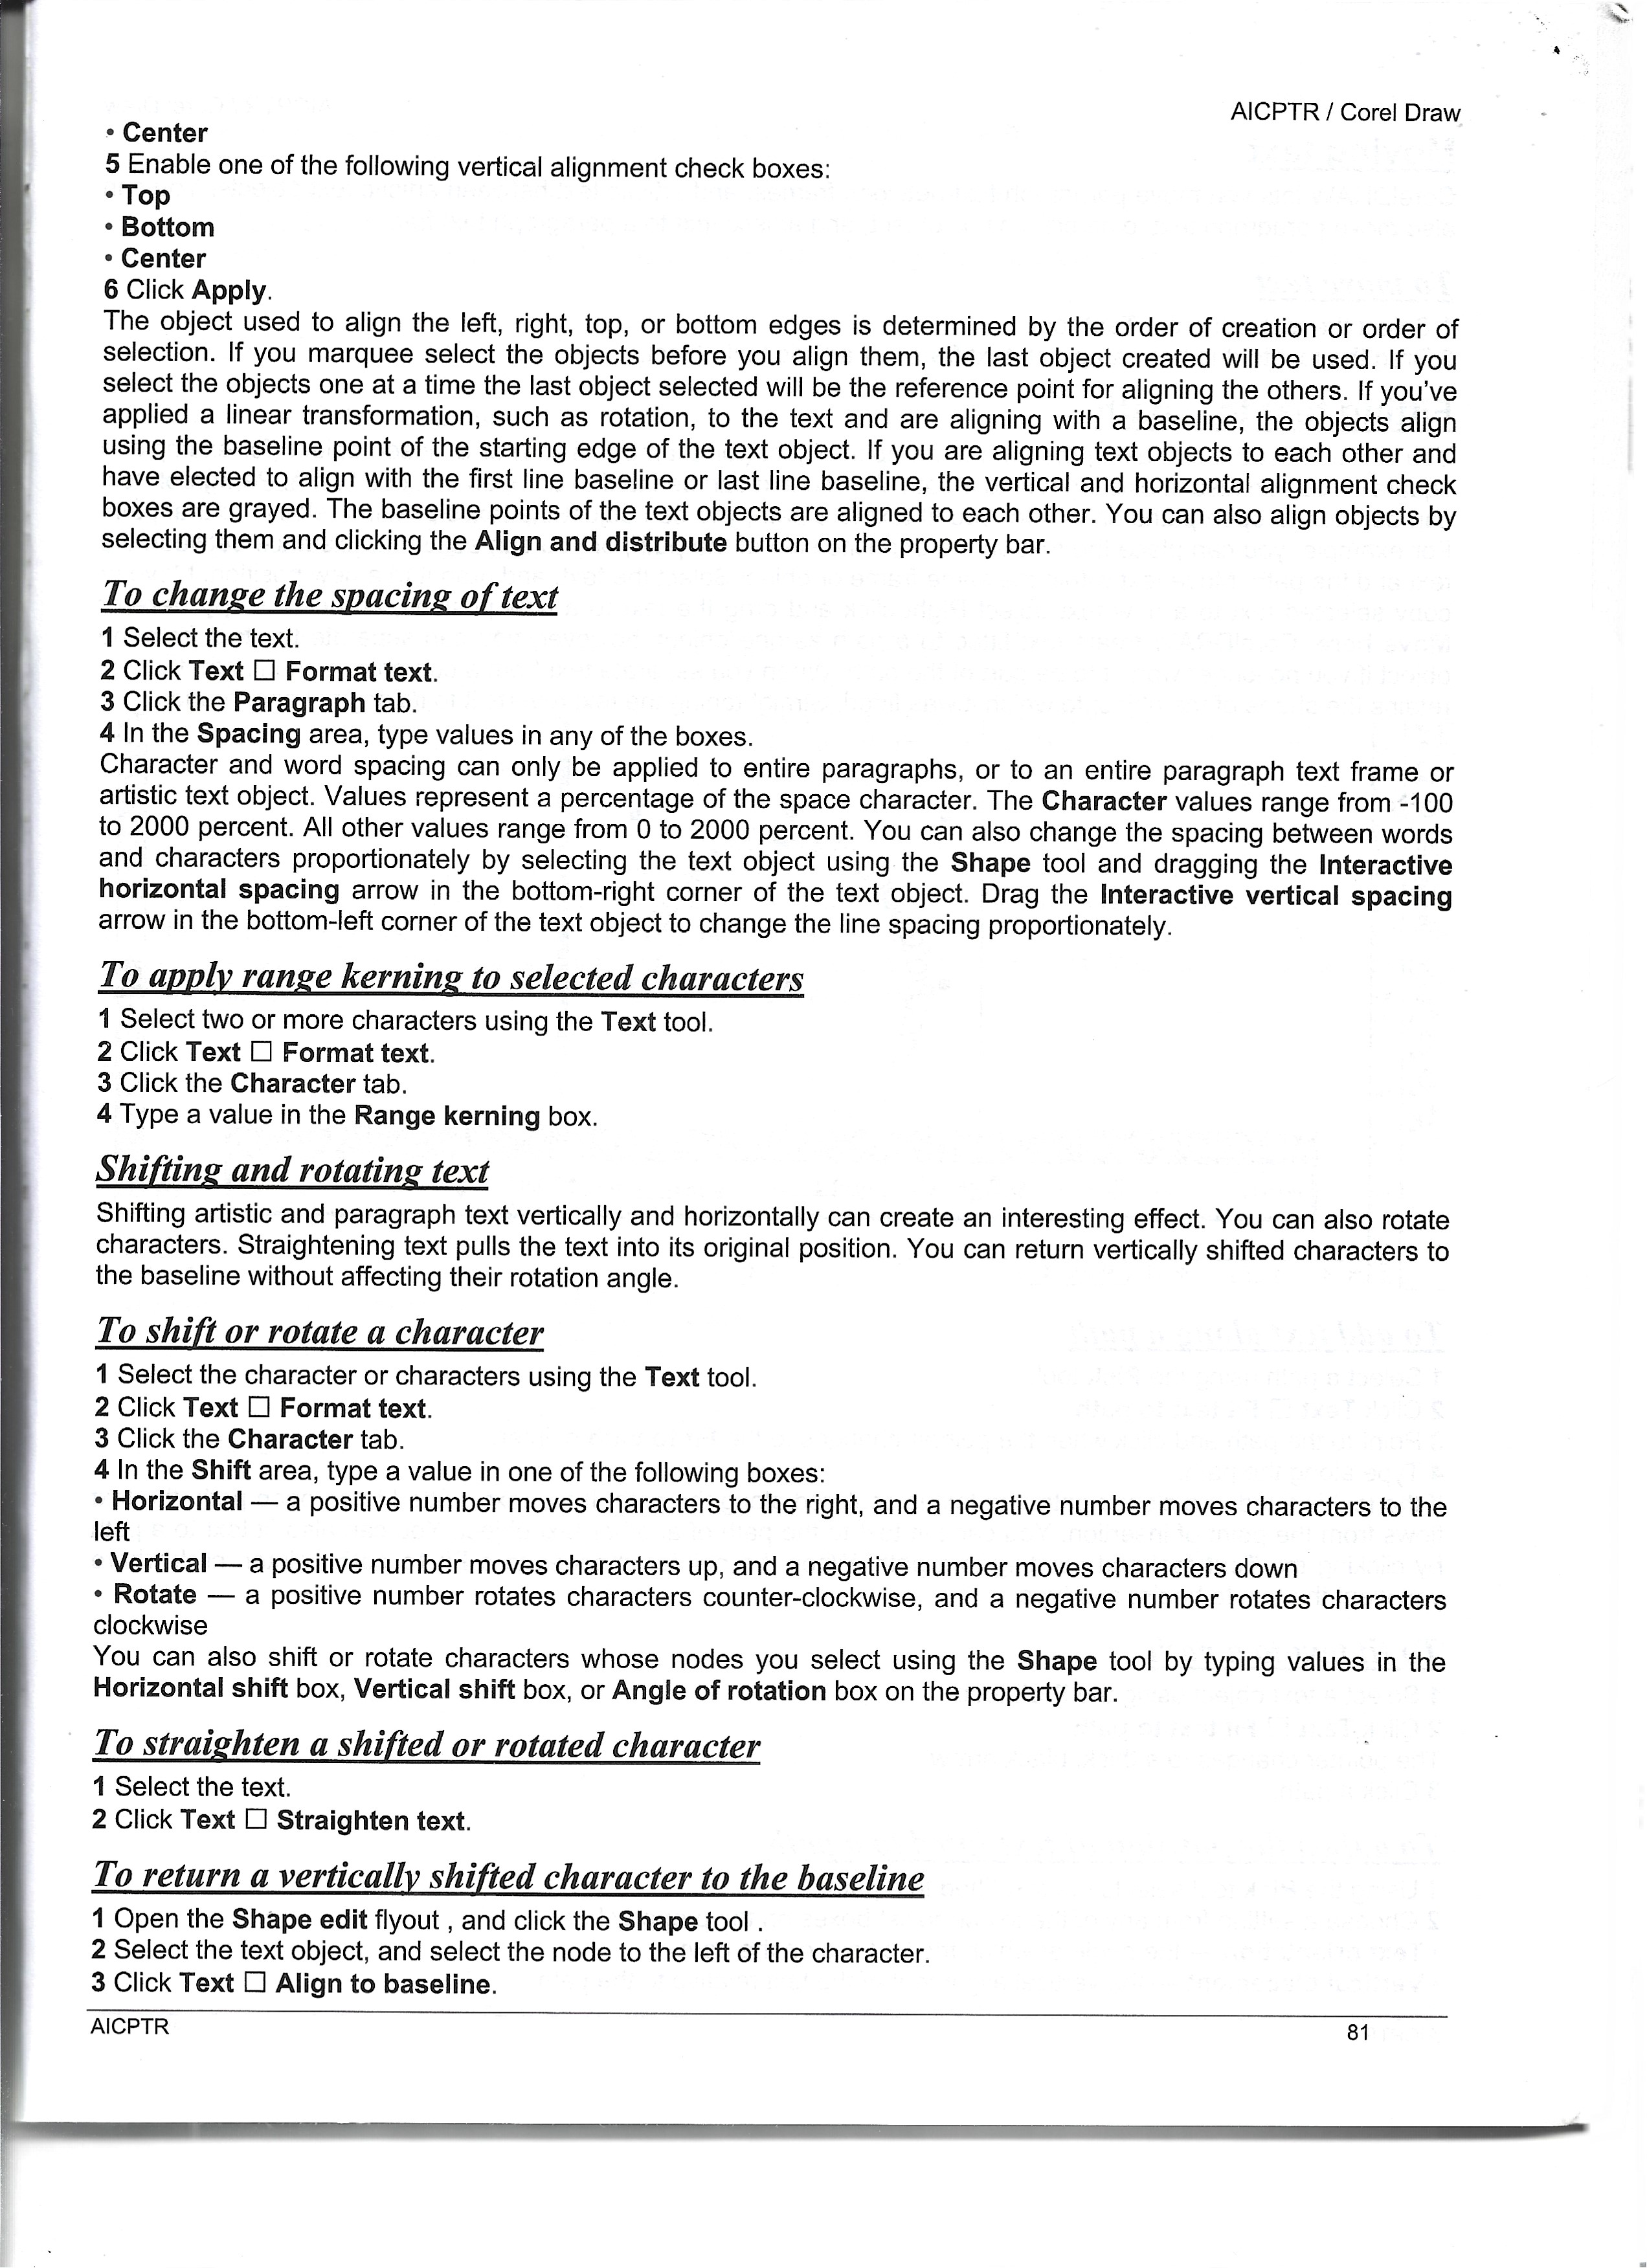 AICPTR / Corel Draw
• Center
5 Enable one of the following vertical alignment check boxes:
• Top
• Bottom
• Center
6 Click Apply.
The object used to align the left, right, top, or bottom edges is determined by the order of creation or order of
selection. If you marquee select the objects before you align them, the last object created will be used. If you
select the objects one at a time the last object selected will be the reference point for aligning the others. If you've
applied a linear transformation, such as rotation, to the text and are aligning with a baseline, the objects align
using the baseline point of the starting edge of the text object. If you are aligning text objects to each other and
have elected to align with the first line baseline or last line baseline, the vertical and horizontal alignment check
boxes are grayed. The baseline points of the text objects are aligned to each other. You can also align objects by
selecting them and clicking the Align and distribute button on the property bar.
To change the spacing of text
1 Select the text.
2 Click Text □ Format text.
3 Click the Paragraph tab.
4 In the Spacing area, type values in any of the boxes.
Character and word spacing can only be applied to entire paragraphs, or to an entire paragraph text frame or
artistic text object. Values represent a percentage of the space character. The Character values range from -100
to 2000 percent. All other values range from 0 to 2000 percent. You can also change the spacing between words
and characters proportionately by selecting the text object using the Shape tool and dragging the Interactive
horizontal spacing arrow in the bottom-right corner of the text object. Drag the Interactive vertical spacing
arrow in the bottom-left corner of the text object to change the line spacing proportionately.
To apply range kerning to selected characters
1 Select two or more characters using the Text tool.
2 Click Text □ Format text.
3 Click the Character tab.
4 Type a value in the Range kerning box.
Shifting and rotating text
Shifting artistic and paragraph text vertically and horizontally can create an interesting effect. You can also rotate
characters. Straightening text pulls the text into its original position. You can return vertically shifted characters to
the baseline without affecting their rotation angle.
To shift or rotate a character
1 Select the character or characters using the Text tool.
2 Click Text □ Format text.
3 Click the Character tab.
4 In the Shift area, type a value in one of the following boxes:
• Horizontal — a positive number moves characters to the right, and a negative number moves characters to the
left
• Vertical — a positive number moves characters up, and a negative number moves characters down
• Rotate — a positive number rotates characters counter-clockwise, and a negative number rotates characters
clockwise
You can also shift or rotate characters whose nodes you select using the Shape tool by typing values in the
Horizontal shift box, Vertical shift box, or Angle of rotation box on the property bar.
To straighten a shifted or rotated character
1 Select the text.
2 Click Text □ Straighten text.
To return a vertically shifted character to the baseline
1 Open the Shape edit flyout , and click the Shape tool .
2 Select the text object, and select the node to the left of the character.
3 Click Text □ Align to baseline.
AICPTR 81